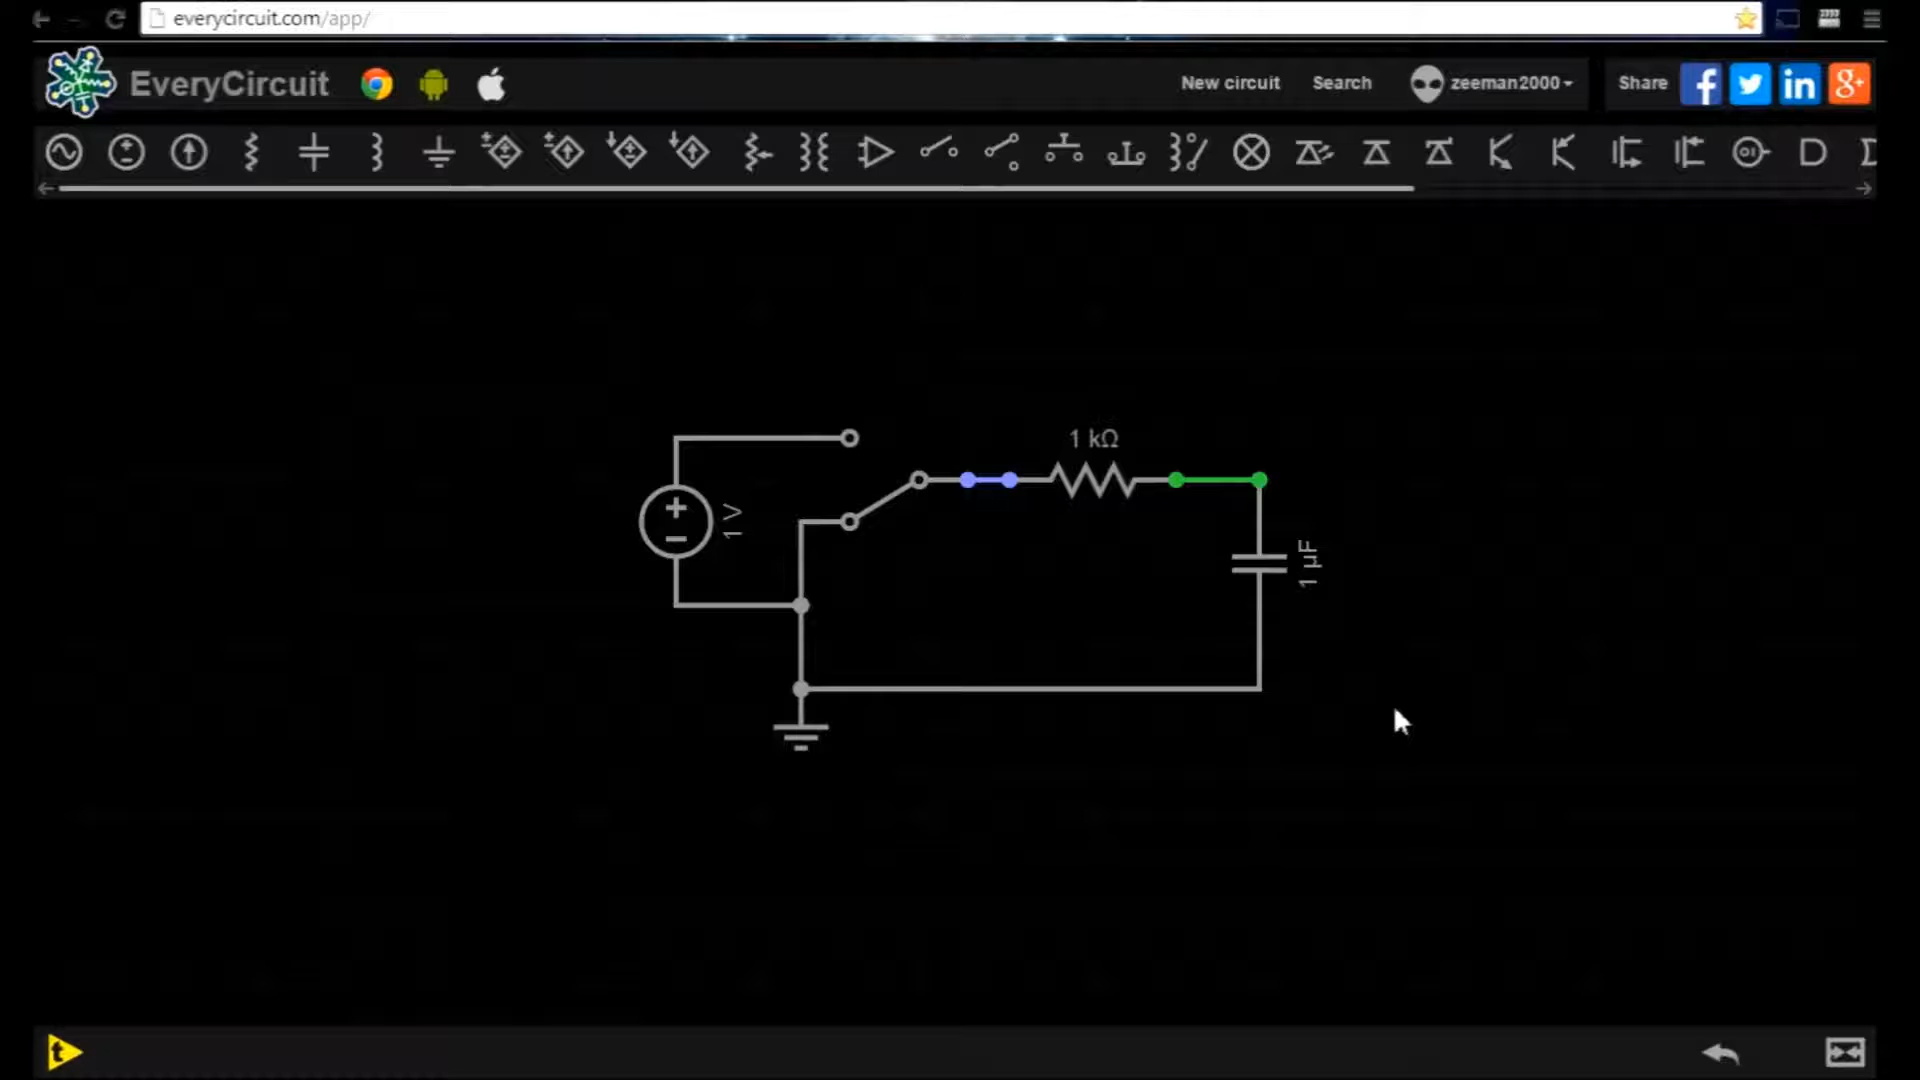 everycircuit.com/app/
EveryCircuit
New circuit
Search
zeeman2000
Share
1 kΩ
1 V
1 µF
t